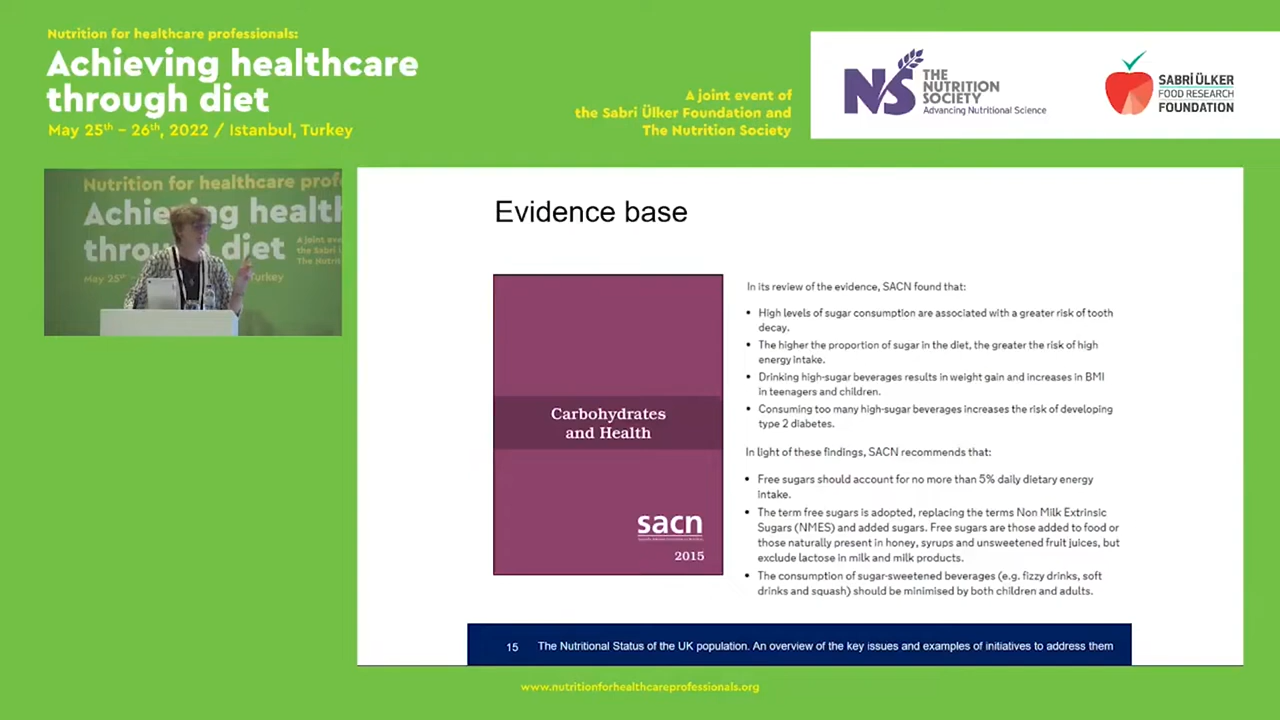 Nutrition for healthcare professionals:
Achieving healthcare
through diet
May 25th – 26th, 2022 / Istanbul, Turkey
A joint event of
the Sabri Ülker Foundation and
The Nutrition Society
NS
THE
NUTRITION
SOCIETY
Advancing Nutritional Science
SABRİ ÜLKER
FOOD RESEARCH
FOUNDATION
Nutrition for healthcare prof
Achieving health
through diet
A joint eve
the Sabri
The Nutrit
May 25th
Turkey
Evidence base
Carbohydrates
and Health
sacn
2015
In its review of the evidence, SACN found that:
• High levels of sugar consumption are associated with a greater risk of tooth
decay.
• The higher the proportion of sugar in the diet, the greater the risk of high
energy intake.
• Drinking high-sugar beverages results in weight gain and increases in BMI
in teenagers and children.
• Consuming too many high-sugar beverages increases the risk of developing
type 2 diabetes.
In light of these findings, SACN recommends that:
• Free sugars should account for no more than 5% daily dietary energy
intake.
• The term free sugars is adopted, replacing the terms Non Milk Extrinsic
Sugars (NMES) and added sugars. Free sugars are those added to food or
those naturally present in honey, syrups and unsweetened fruit juices, but
exclude lactose in milk and milk products.
• The consumption of sugar-sweetened beverages (e.g. fizzy drinks, soft
drinks and squash) should be minimised by both children and adults.
15 The Nutritional Status of the UK population. An overview of the key issues and examples of initiatives to address them
www.nutritionforhealthcareprofessionals.org